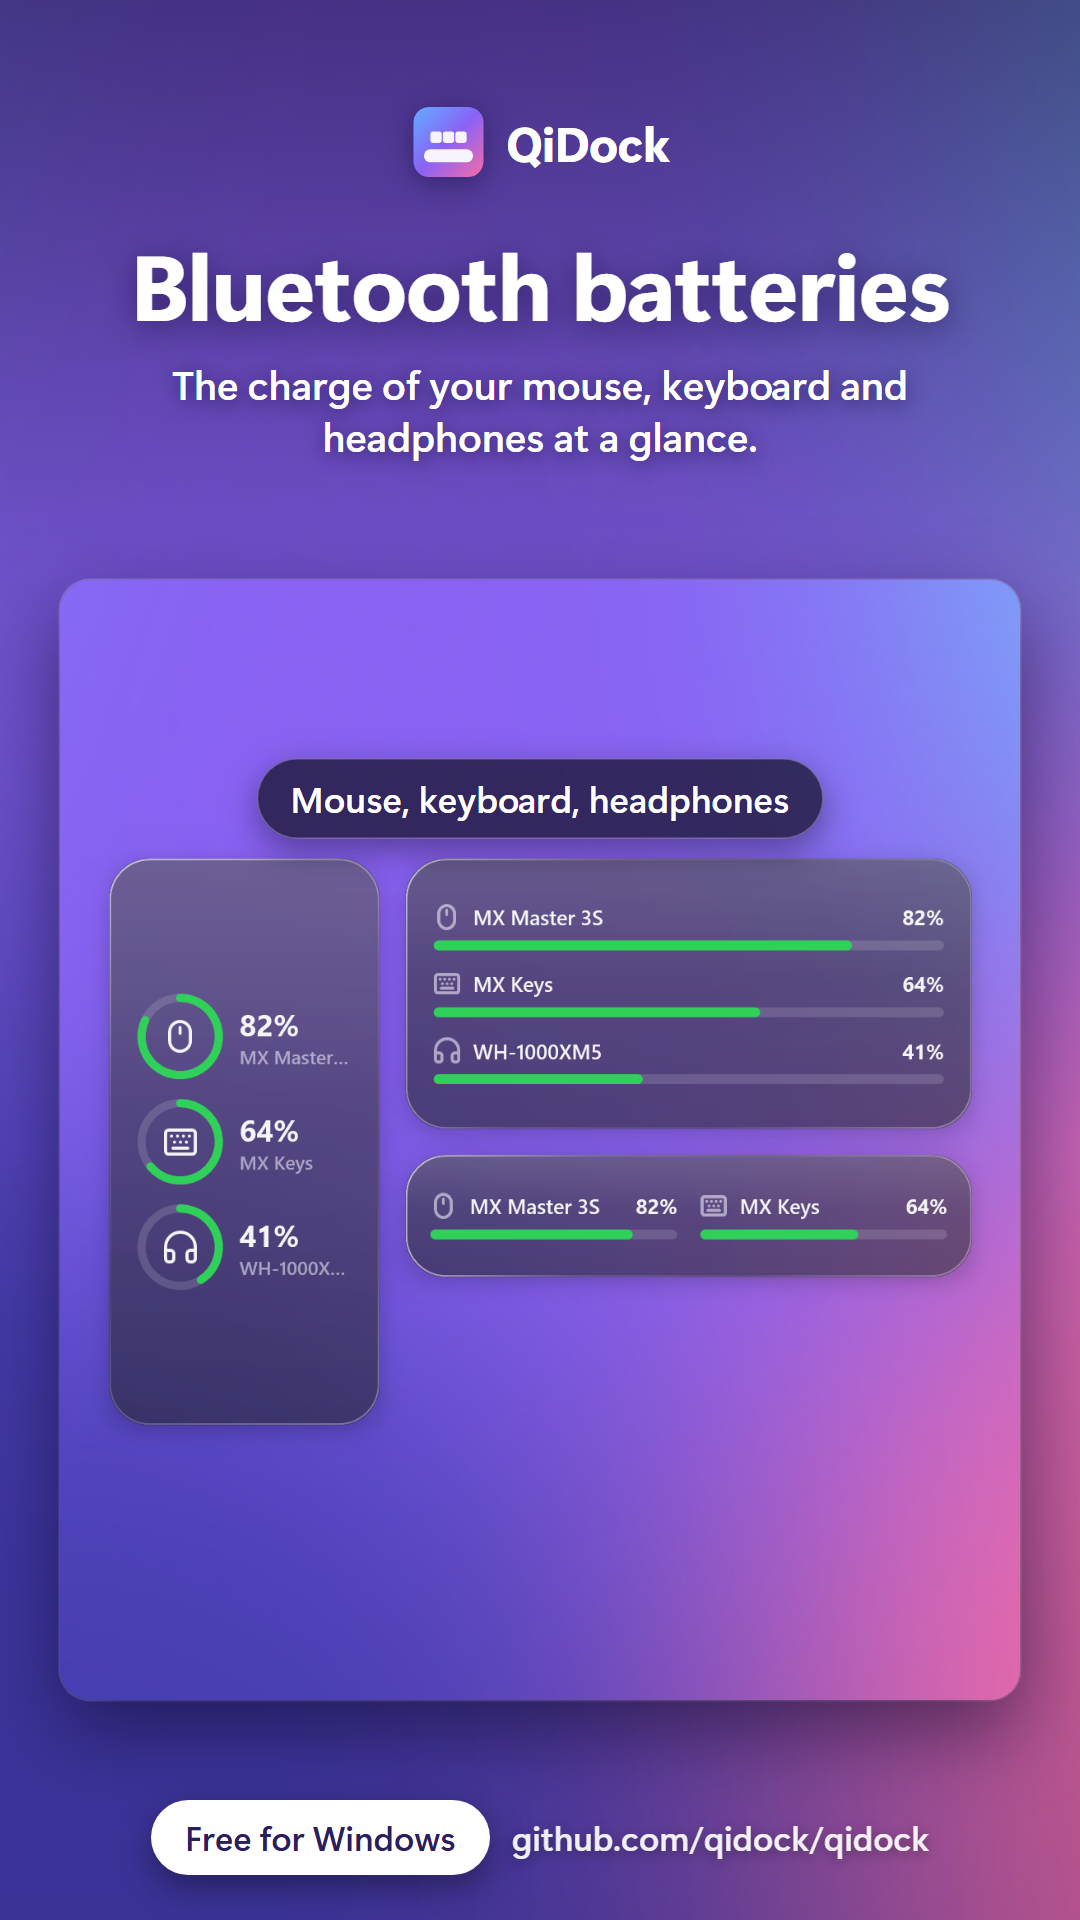 QiDock
Bluetooth batteries
The charge of your mouse, keyboard and
headphones at a glance.
Mouse, keyboard, headphones
82%
MX Master...
64%
MX Keys
41%
WH-1000X...
MX Master 3S 82%
MX Keys 64%
WH-1000XM5 41%
MX Master 3S 82% MX Keys 64%
Free for Windows github.com/qidock/qidock